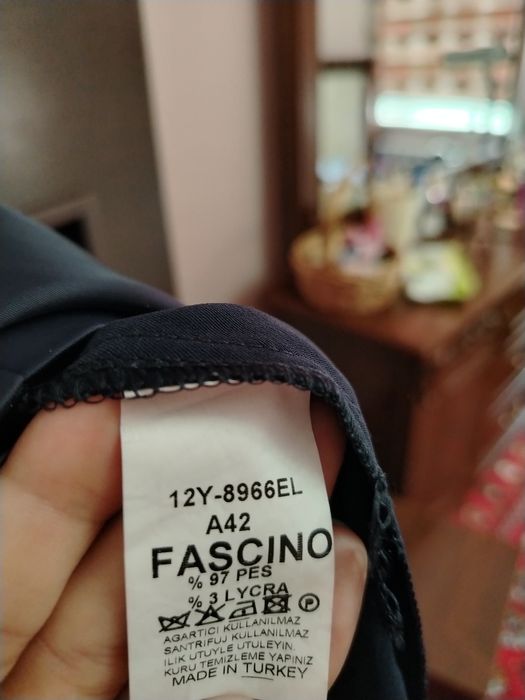 12Y-8966EL
A42
FASCINO
% 97 PES
% 3 LYCRA
P
AGARTICI KULLANILMAZ
SANTRIFUJ KULLANILMAZ
ILIK UTUYLE UTULEYIN.
KURU TEMIZLEME YAPINIZ
MADE IN TURKEY